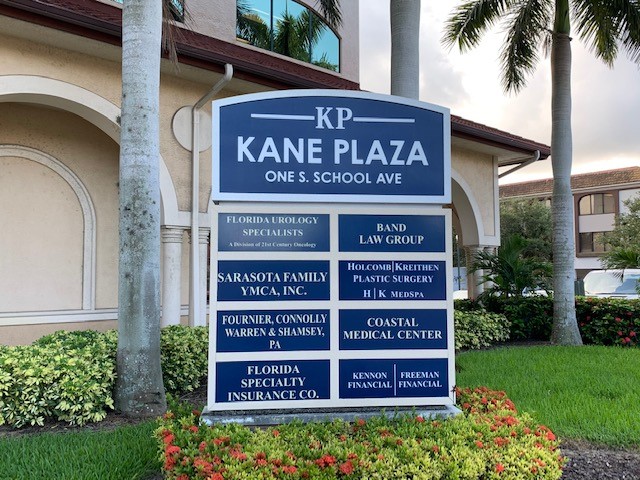 KP
KANE PLAZA
ONE S. SCHOOL AVE
FLORIDA UROLOGY
SPECIALISTS
A Division of 21st Century Oncology
BAND
LAW GROUP
SARASOTA FAMILY
YMCA, INC.
HOLCOMB | KREITHEN
PLASTIC SURGERY
H | K MEDSPA
FOURNIER, CONNOLLY
WARREN & SHAMSEY,
PA
COASTAL
MEDICAL CENTER
FLORIDA
SPECIALTY
INSURANCE CO.
KENNON | FREEMAN
FINANCIAL | FINANCIAL